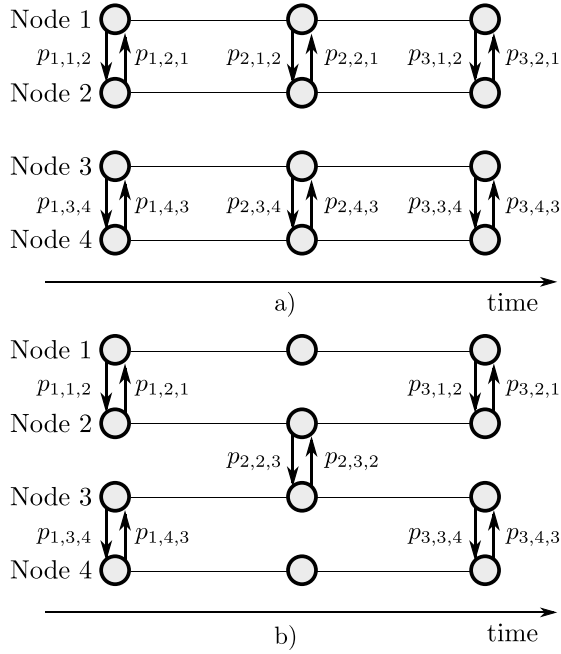 Node 1
p1,1,2 p1,2,1 p2,1,2 p2,2,1 p3,1,2 p3,2,1
Node 2
Node 3
p1,3,4 p1,4,3 p2,3,4 p2,4,3 p3,3,4 p3,4,3
Node 4
a) time
Node 1
p1,1,2 p1,2,1 p3,1,2 p3,2,1
Node 2
p2,2,3 p2,3,2
Node 3
p1,3,4 p1,4,3 p3,3,4 p3,4,3
Node 4
b) time